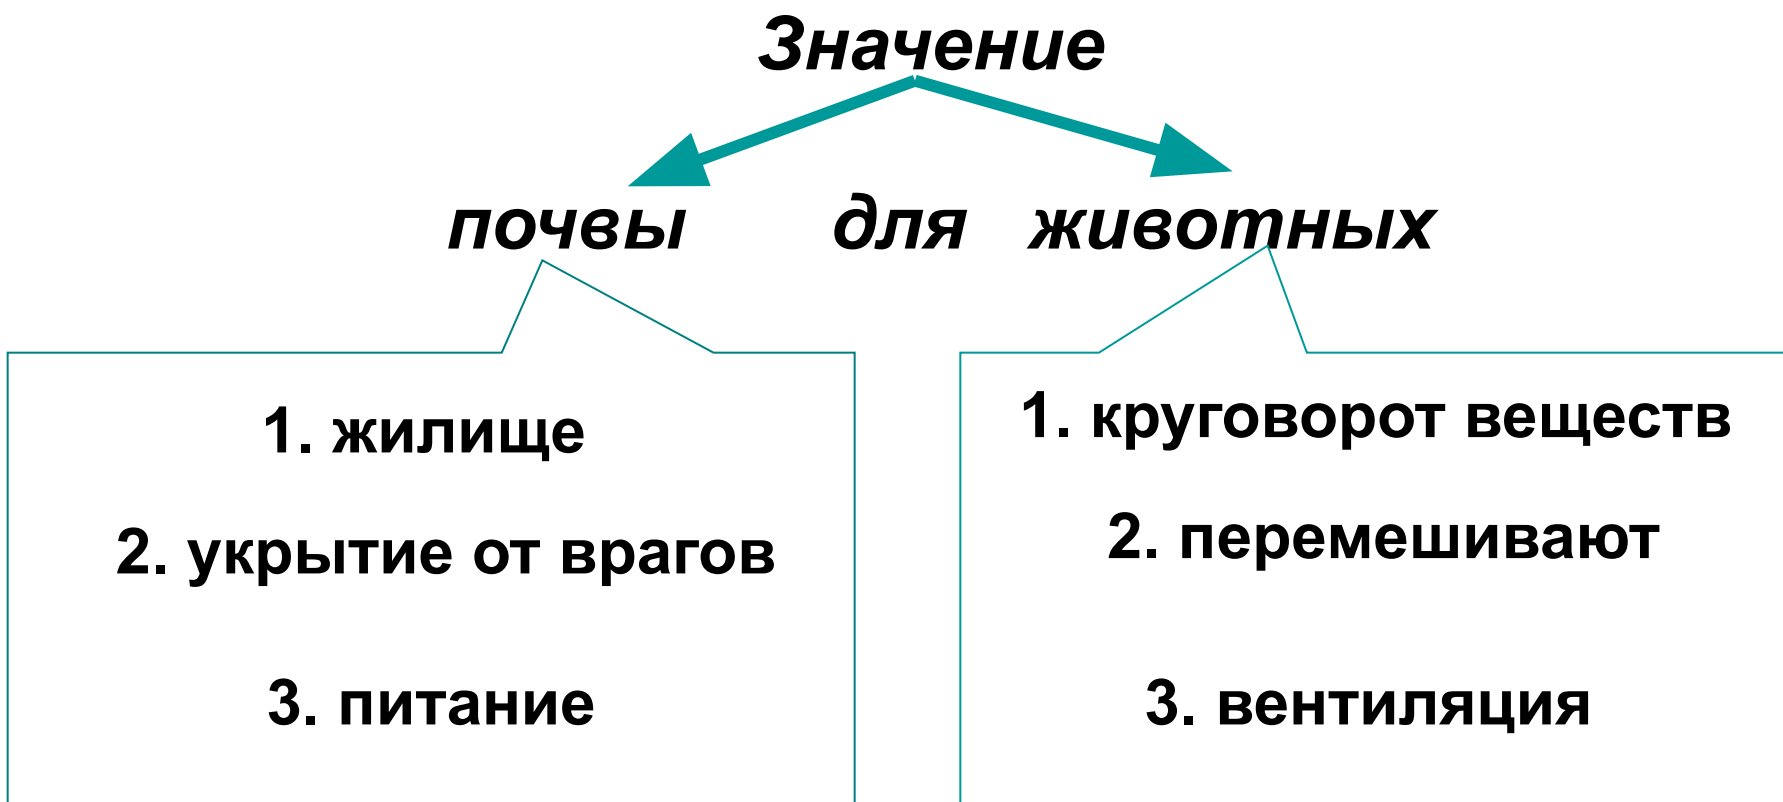 Значение
почвы для животных
1. жилище
2. укрытие от врагов
3. питание
1. круговорот веществ
2. перемешивают
3. вентиляция